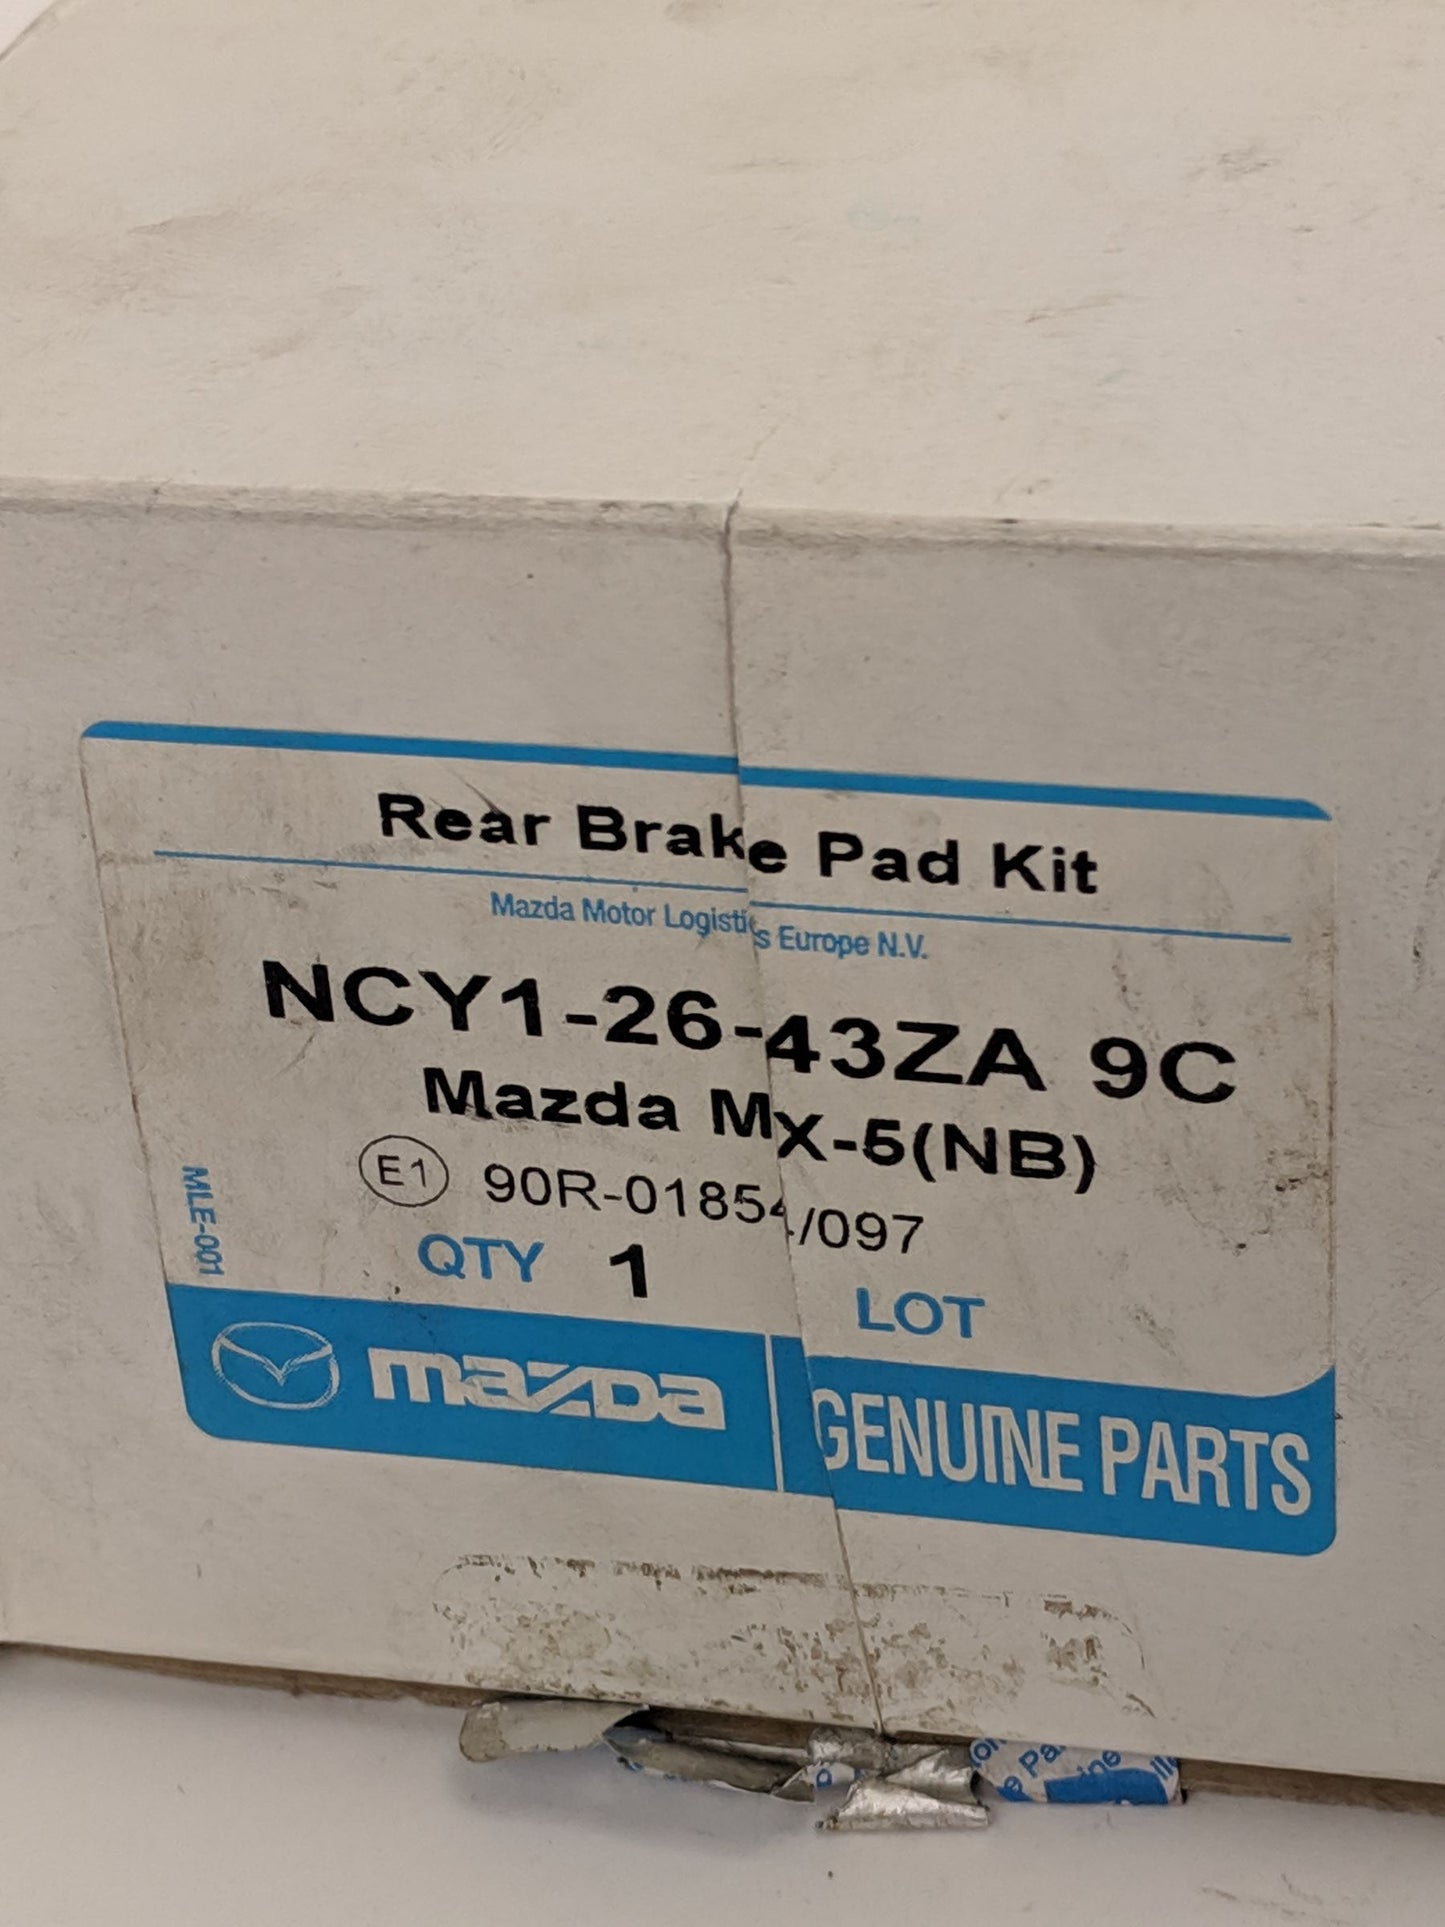 Rear Brake Pad Kit
Mazda Motor Logistics Europe N.V.
NCY1-26-43ZA 9C
Mazda MX-5(NB)
E1 90R-01854/097
MLE-001
QTY 1 LOT
mazda GENUINE PARTS